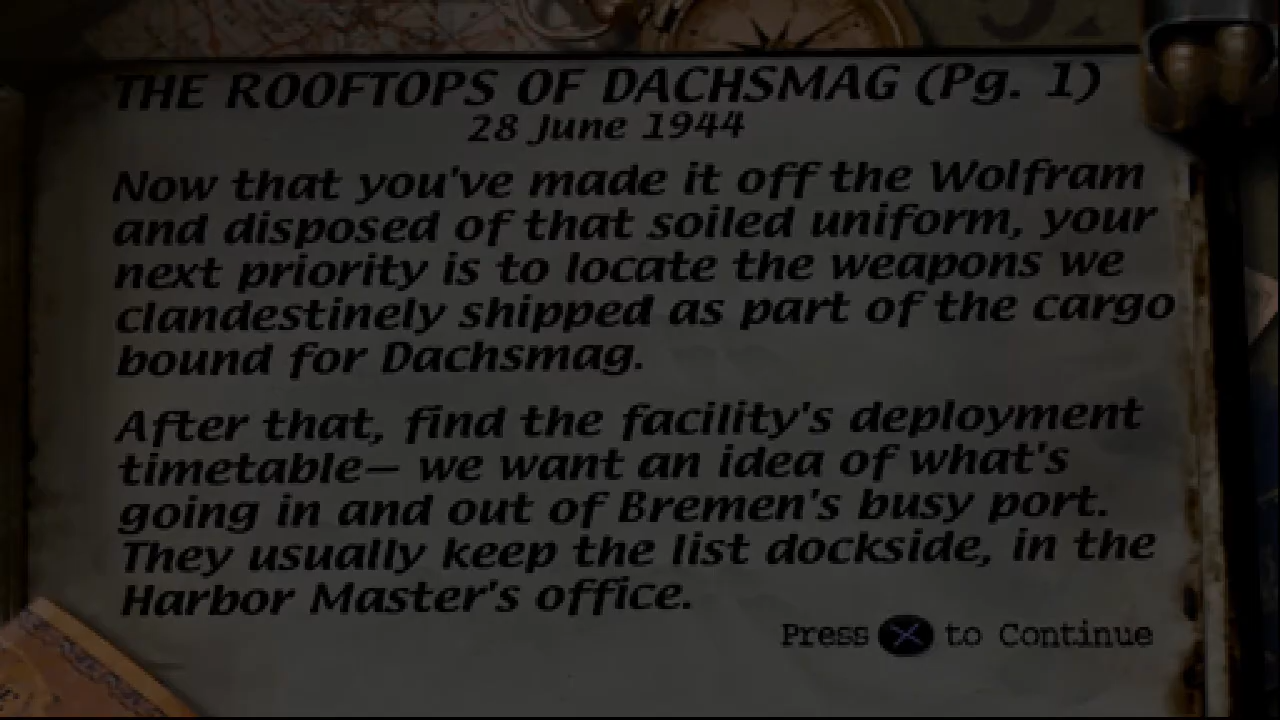 THE ROOFTOPS OF DACHSMAG (Pg. 1)
28 June 1944
Now that you've made it off the Wolfram
and disposed of that soiled uniform, your
next priority is to locate the weapons we
clandestinely shipped as part of the cargo
bound for Dachsmag.
After that, find the facility's deployment
timetable— we want an idea of what's
going in and out of Bremen's busy port.
They usually keep the list dockside, in the
Harbor Master's office.
Press X to Continue